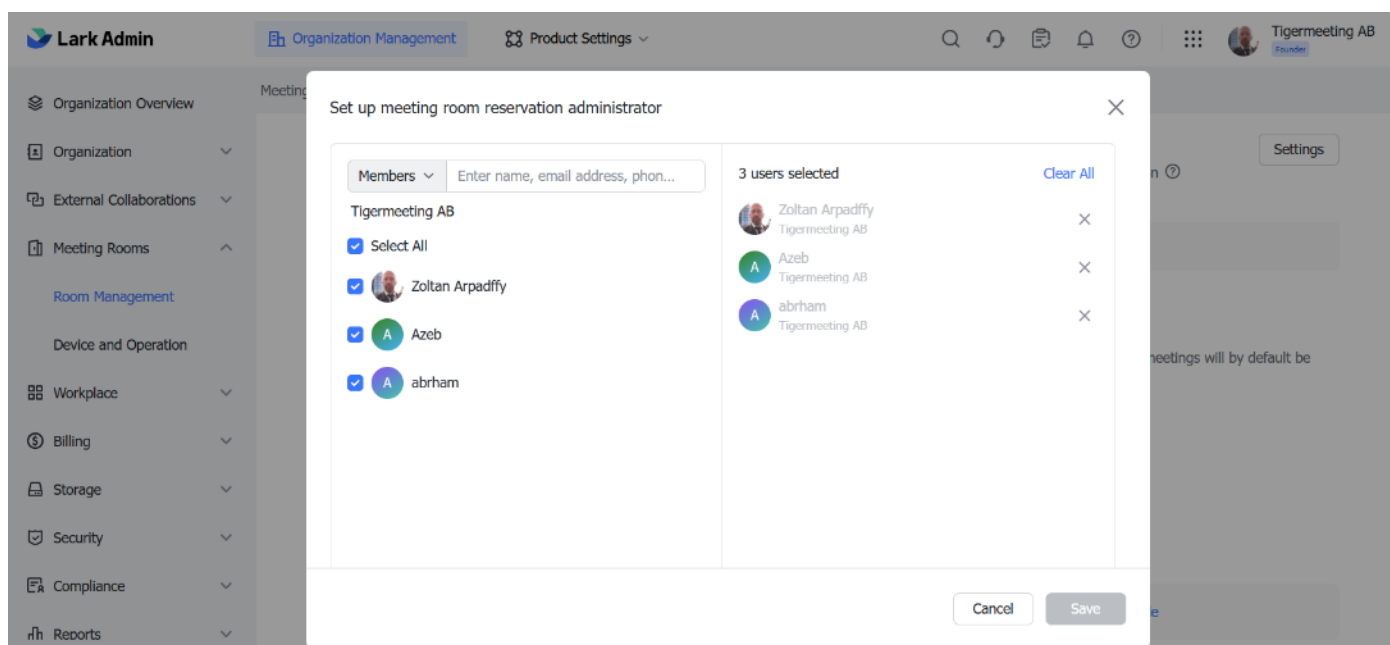 Lark Admin
Organization Management
Product Settings
Tigermeeting AB
Founder
Organization Overview
Organization
External Collaborations
Meeting Rooms
Room Management
Device and Operation
Workplace
Billing
Storage
Security
Compliance
Reports
Meeting
Set up meeting room reservation administrator
Members
Enter name, email address, phon...
Tigermeeting AB
Select All
Zoltan Arpadffy
A Azeb
A abrham
3 users selected
Clear All
Zoltan Arpadffy
Tigermeeting AB
A Azeb
Tigermeeting AB
A abrham
Tigermeeting AB
Cancel
Save
Settings
n
neetings will by default be
e